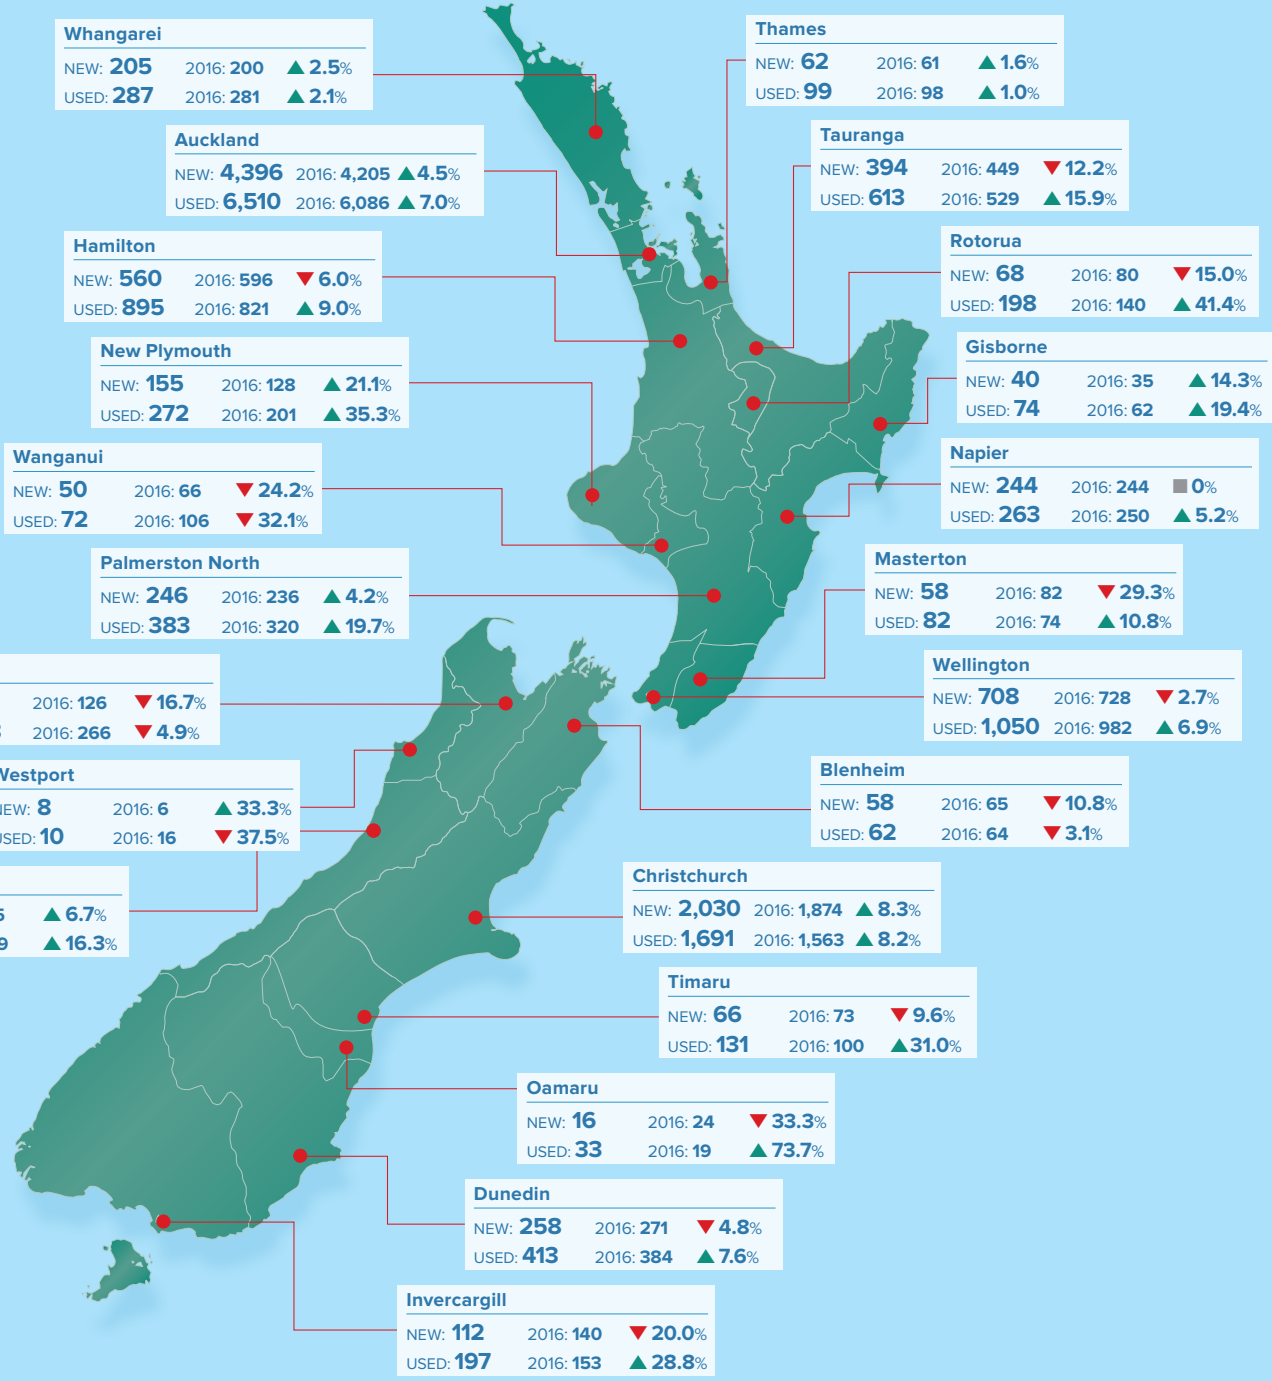 Whangarei
NEW: 205 2016: 200 ▲ 2.5%
USED: 287 2016: 281 ▲ 2.1%
Auckland
NEW: 4,396 2016: 4,205 ▲ 4.5%
USED: 6,510 2016: 6,086 ▲ 7.0%
Hamilton
NEW: 560 2016: 596 ▼ 6.0%
USED: 895 2016: 821 ▲ 9.0%
New Plymouth
NEW: 155 2016: 128 ▲ 21.1%
USED: 272 2016: 201 ▲ 35.3%
Wanganui
NEW: 50 2016: 66 ▼ 24.2%
USED: 72 2016: 106 ▼ 32.1%
Palmerston North
NEW: 246 2016: 236 ▲ 4.2%
USED: 383 2016: 320 ▲ 19.7%
2016: 126 ▼ 16.7%
2016: 266 ▼ 4.9%
Westport
NEW: 8 2016: 6 ▲ 33.3%
USED: 10 2016: 16 ▼ 37.5%
▲ 6.7%
9 ▲ 16.3%
Thames
NEW: 62 2016: 61 ▲ 1.6%
USED: 99 2016: 98 ▲ 1.0%
Tauranga
NEW: 394 2016: 449 ▼ 12.2%
USED: 613 2016: 529 ▲ 15.9%
Rotorua
NEW: 68 2016: 80 ▼ 15.0%
USED: 198 2016: 140 ▲ 41.4%
Gisborne
NEW: 40 2016: 35 ▲ 14.3%
USED: 74 2016: 62 ▲ 19.4%
Napier
NEW: 244 2016: 244 ■ 0%
USED: 263 2016: 250 ▲ 5.2%
Masterton
NEW: 58 2016: 82 ▼ 29.3%
USED: 82 2016: 74 ▲ 10.8%
Wellington
NEW: 708 2016: 728 ▼ 2.7%
USED: 1,050 2016: 982 ▲ 6.9%
Blenheim
NEW: 58 2016: 65 ▼ 10.8%
USED: 62 2016: 64 ▼ 3.1%
Christchurch
NEW: 2,030 2016: 1,874 ▲ 8.3%
USED: 1,691 2016: 1,563 ▲ 8.2%
Timaru
NEW: 66 2016: 73 ▼ 9.6%
USED: 131 2016: 100 ▲ 31.0%
Oamaru
NEW: 16 2016: 24 ▼ 33.3%
USED: 33 2016: 19 ▲ 73.7%
Dunedin
NEW: 258 2016: 271 ▼ 4.8%
USED: 413 2016: 384 ▲ 7.6%
Invercargill
NEW: 112 2016: 140 ▼ 20.0%
USED: 197 2016: 153 ▲ 28.8%